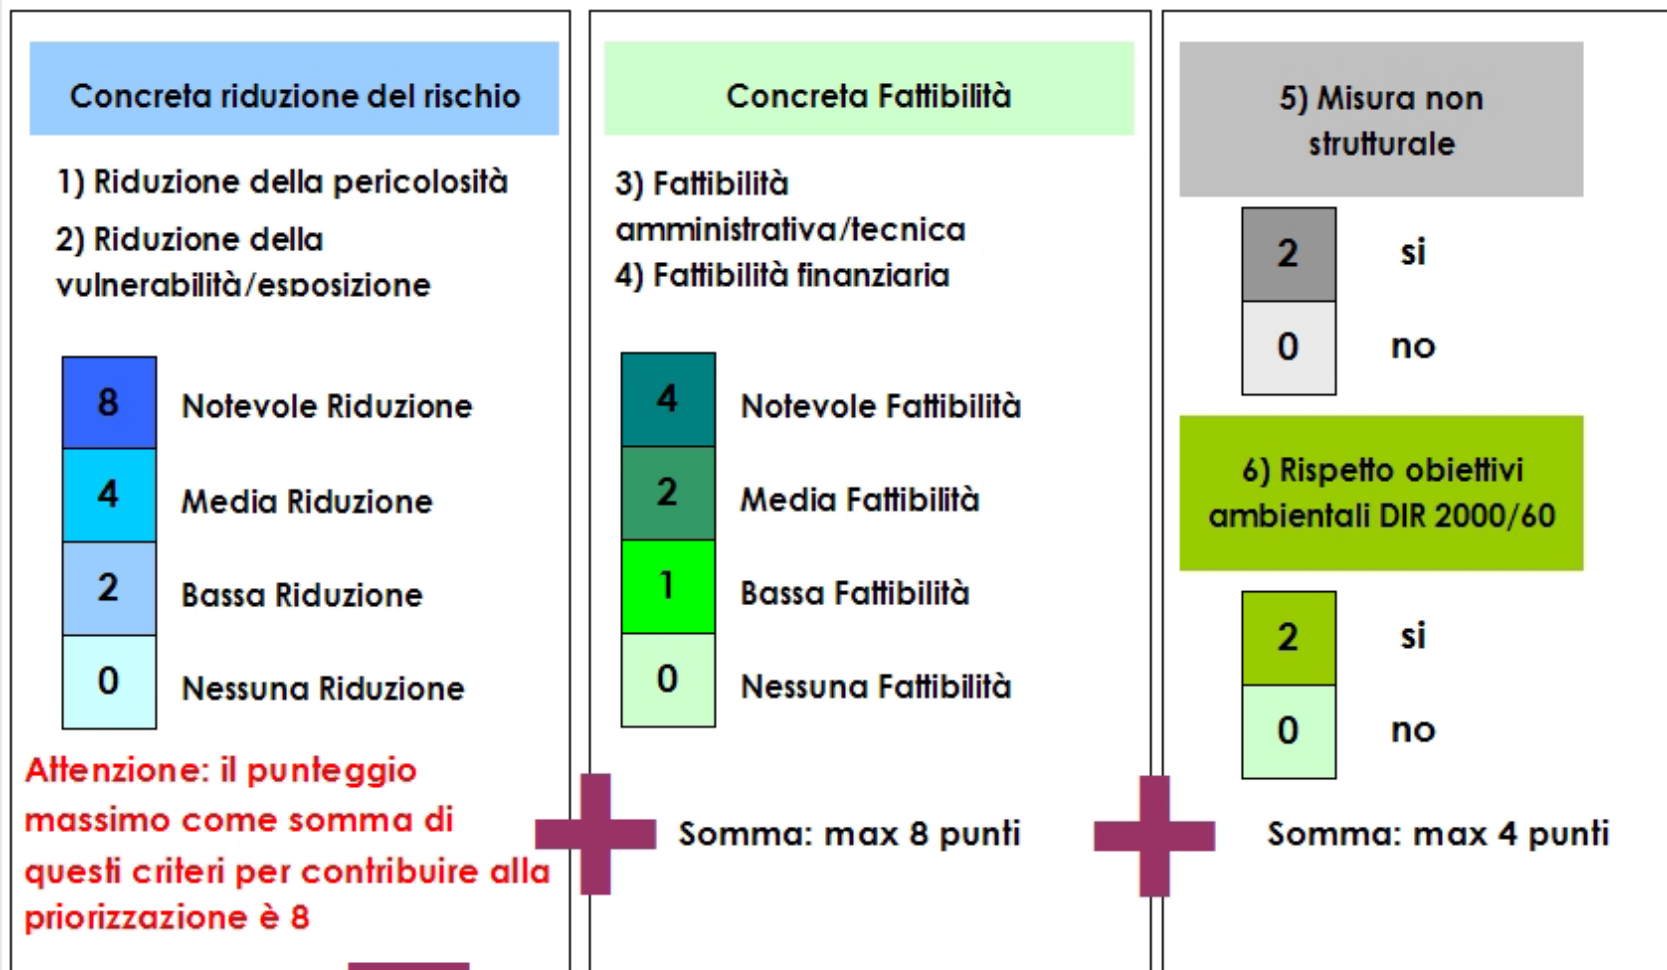 Concreta riduzione del rischio
1) Riduzione della pericolosità
2) Riduzione della
vulnerabilità/esposizione
8 Notevole Riduzione
4 Media Riduzione
2 Bassa Riduzione
0 Nessuna Riduzione
Attenzione: il punteggio
massimo come somma di
questi criteri per contribuire alla
priorizzazione è 8
Concreta Fattibilità
3) Fattibilità
amministrativa/tecnica
4) Fattibilità finanziaria
4 Notevole Fattibilità
2 Media Fattibilità
1 Bassa Fattibilità
0 Nessuna Fattibilità
Somma: max 8 punti
5) Misura non
strutturale
2 si
0 no
6) Rispetto obiettivi
ambientali DIR 2000/60
2 si
0 no
Somma: max 4 punti